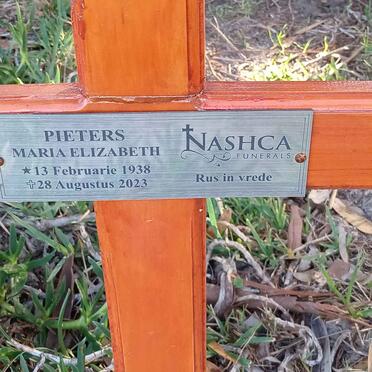 PIETERS
MARIA ELIZABETH
★13 Februarie 1938
✞28 Augustus 2023
NASHCA
FUNERALS
Rus in vrede